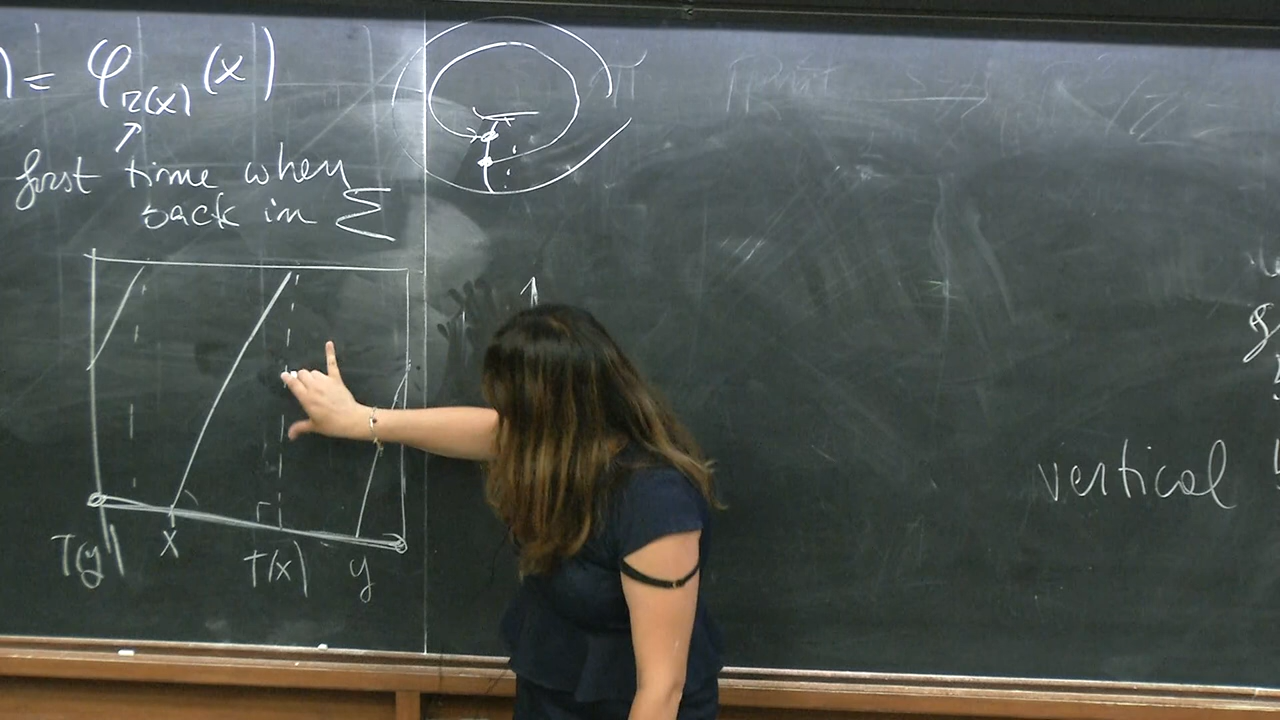 ) = φ_{r(x)} (x)
first time when
back in Σ
T(y)
x
T(x)
y
vertical